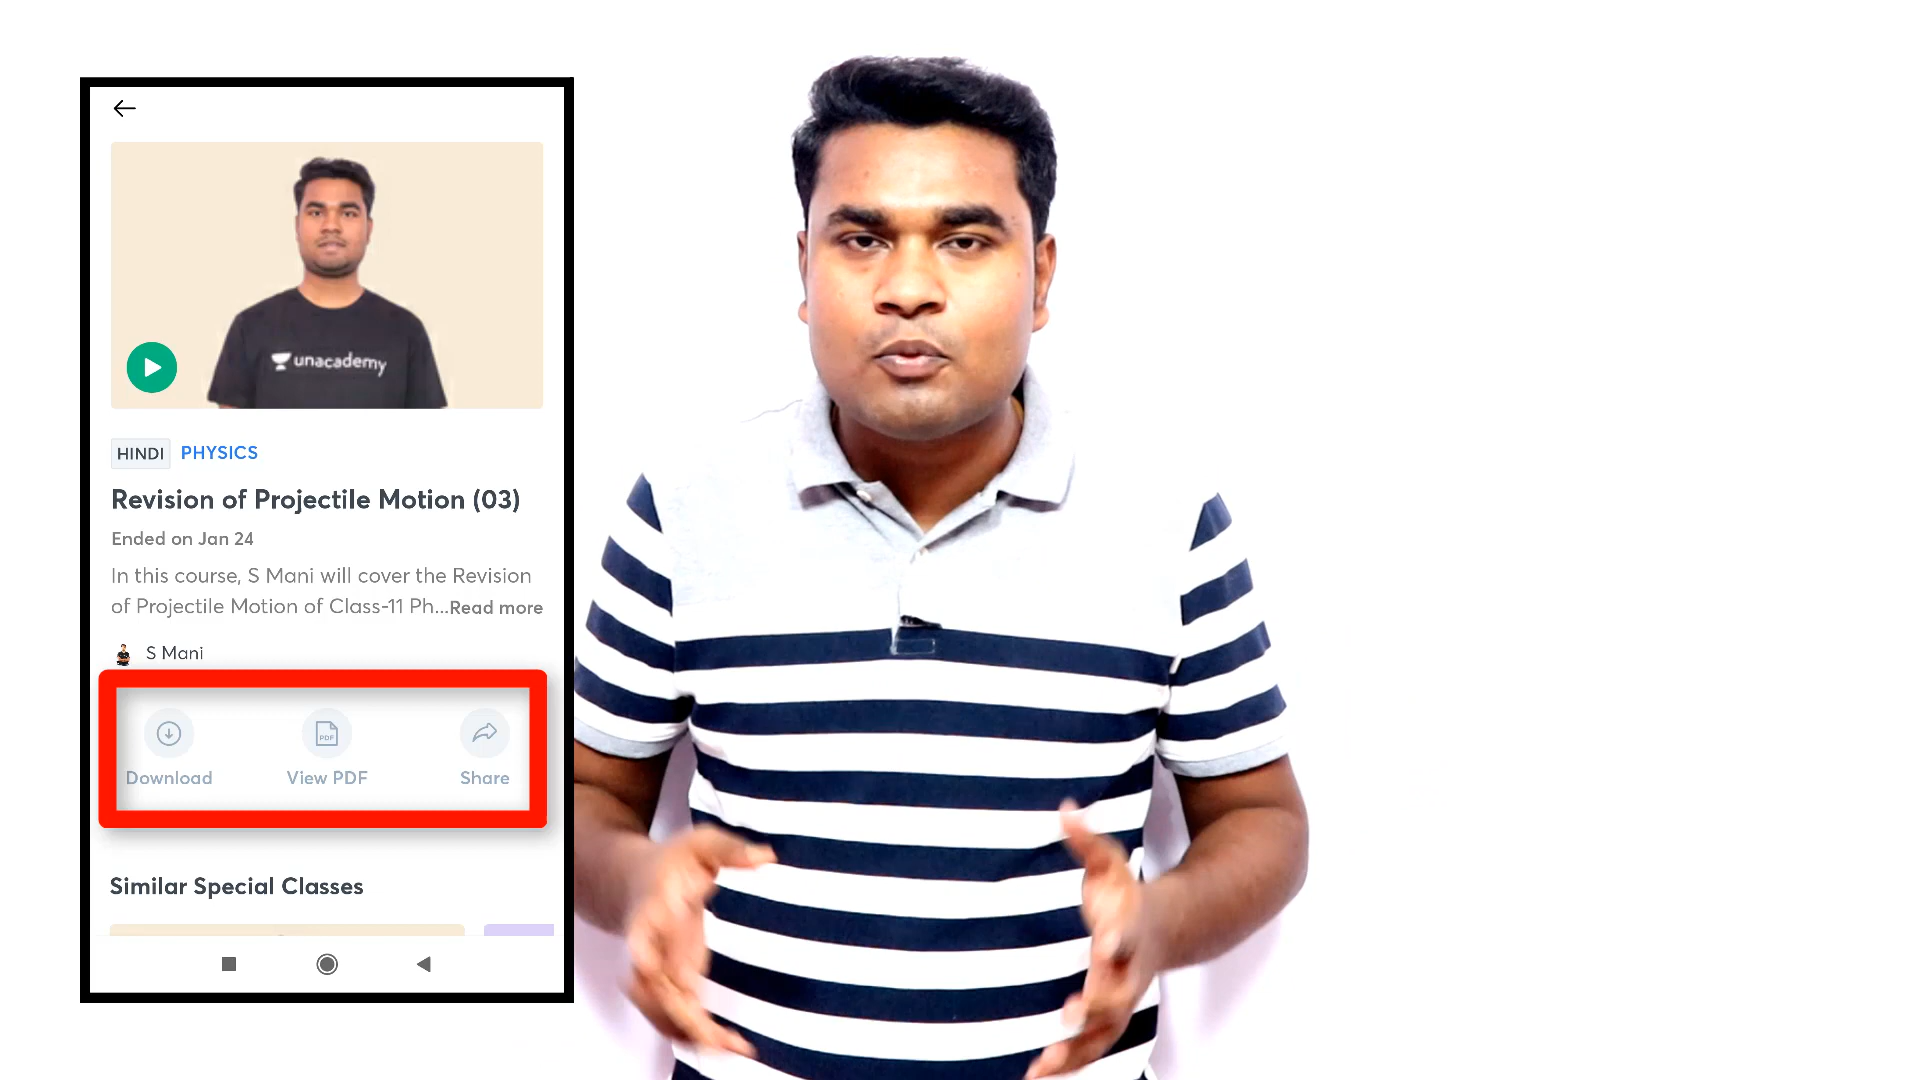 unacademy
HINDI PHYSICS
Revision of Projectile Motion (03)
Ended on Jan 24
In this course, S Mani will cover the Revision
of Projectile Motion of Class-11 Ph...Read more
S Mani
PDF
Download View PDF Share
Similar Special Classes